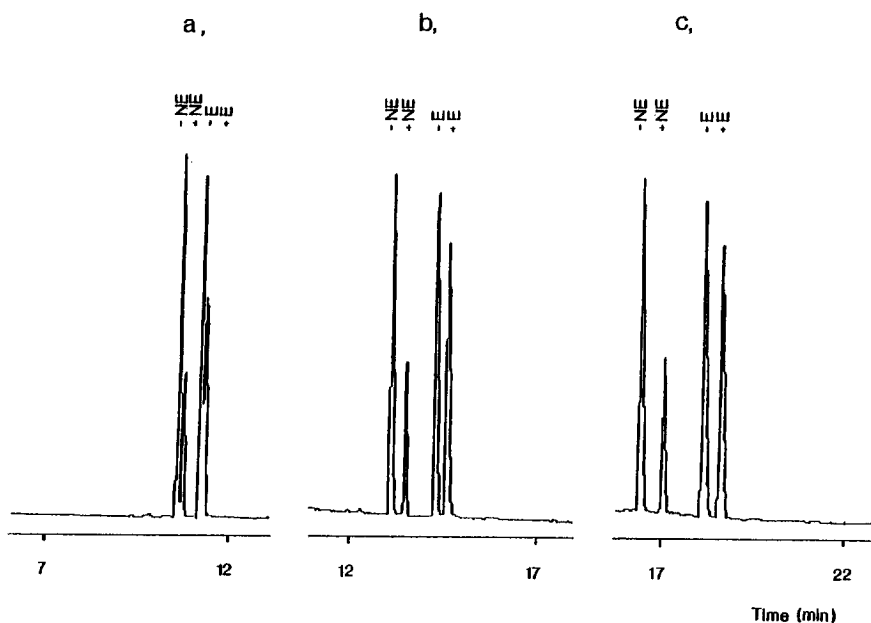 a,
b,
c,
- NE
+ NE
- E
+ E
- NE
+ NE
- E
+ E
- NE
+ NE
- E
+ E
7
12
12
17
17
22
Time (min)